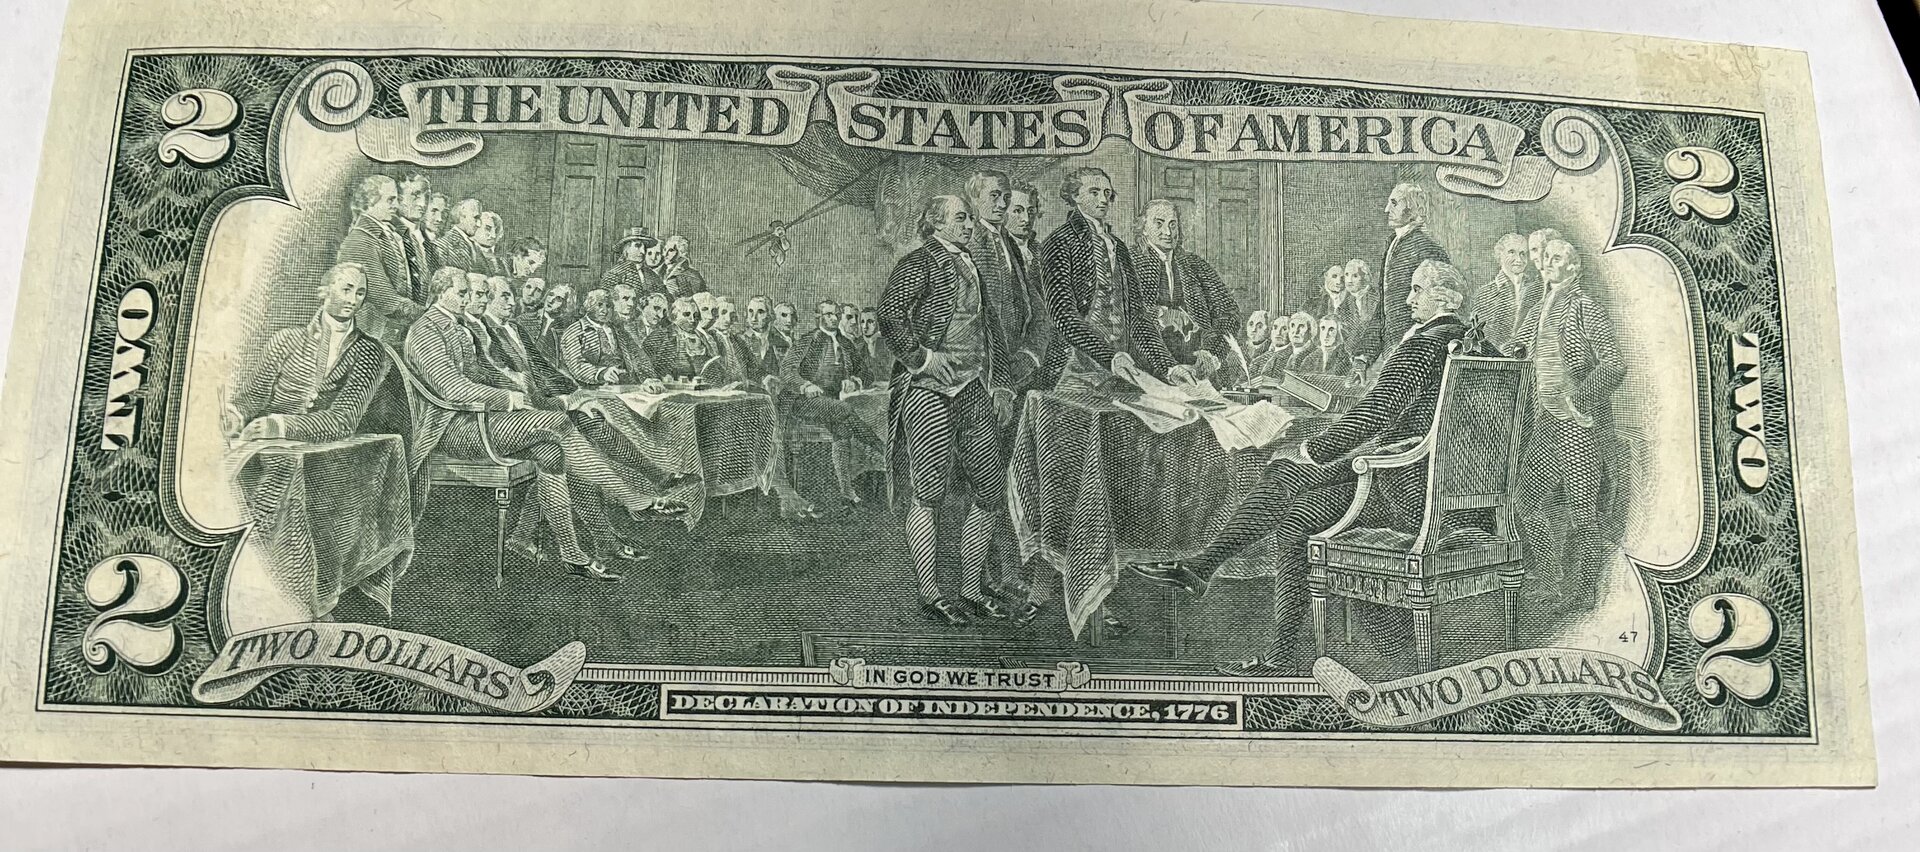 THE UNITED STATES OF AMERICA
2
2
TWO
TWO
47
2
2
TWO DOLLARS
IN GOD WE TRUST
TWO DOLLARS
DECLARATION OF INDEPENDENCE, 1776